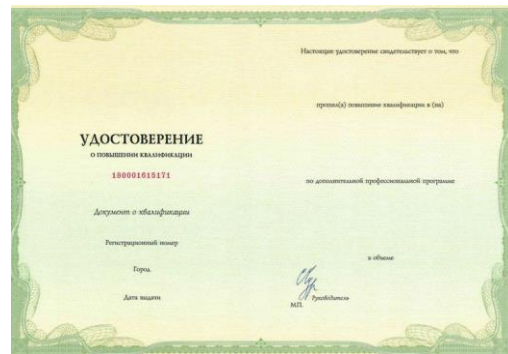 УДОСТОВЕРЕНИЕ
О ПОВЫШЕНИИ КВАЛИФИКАЦИИ
180001615171
Документ о квалификации
Регистрационный номер
Город
Дата выдачи
Настоящее удостоверение свидетельствует о том, что
прошел(а) повышение квалификации в (на)
по дополнительной профессиональной программе
в объеме
Руководитель
М.П.